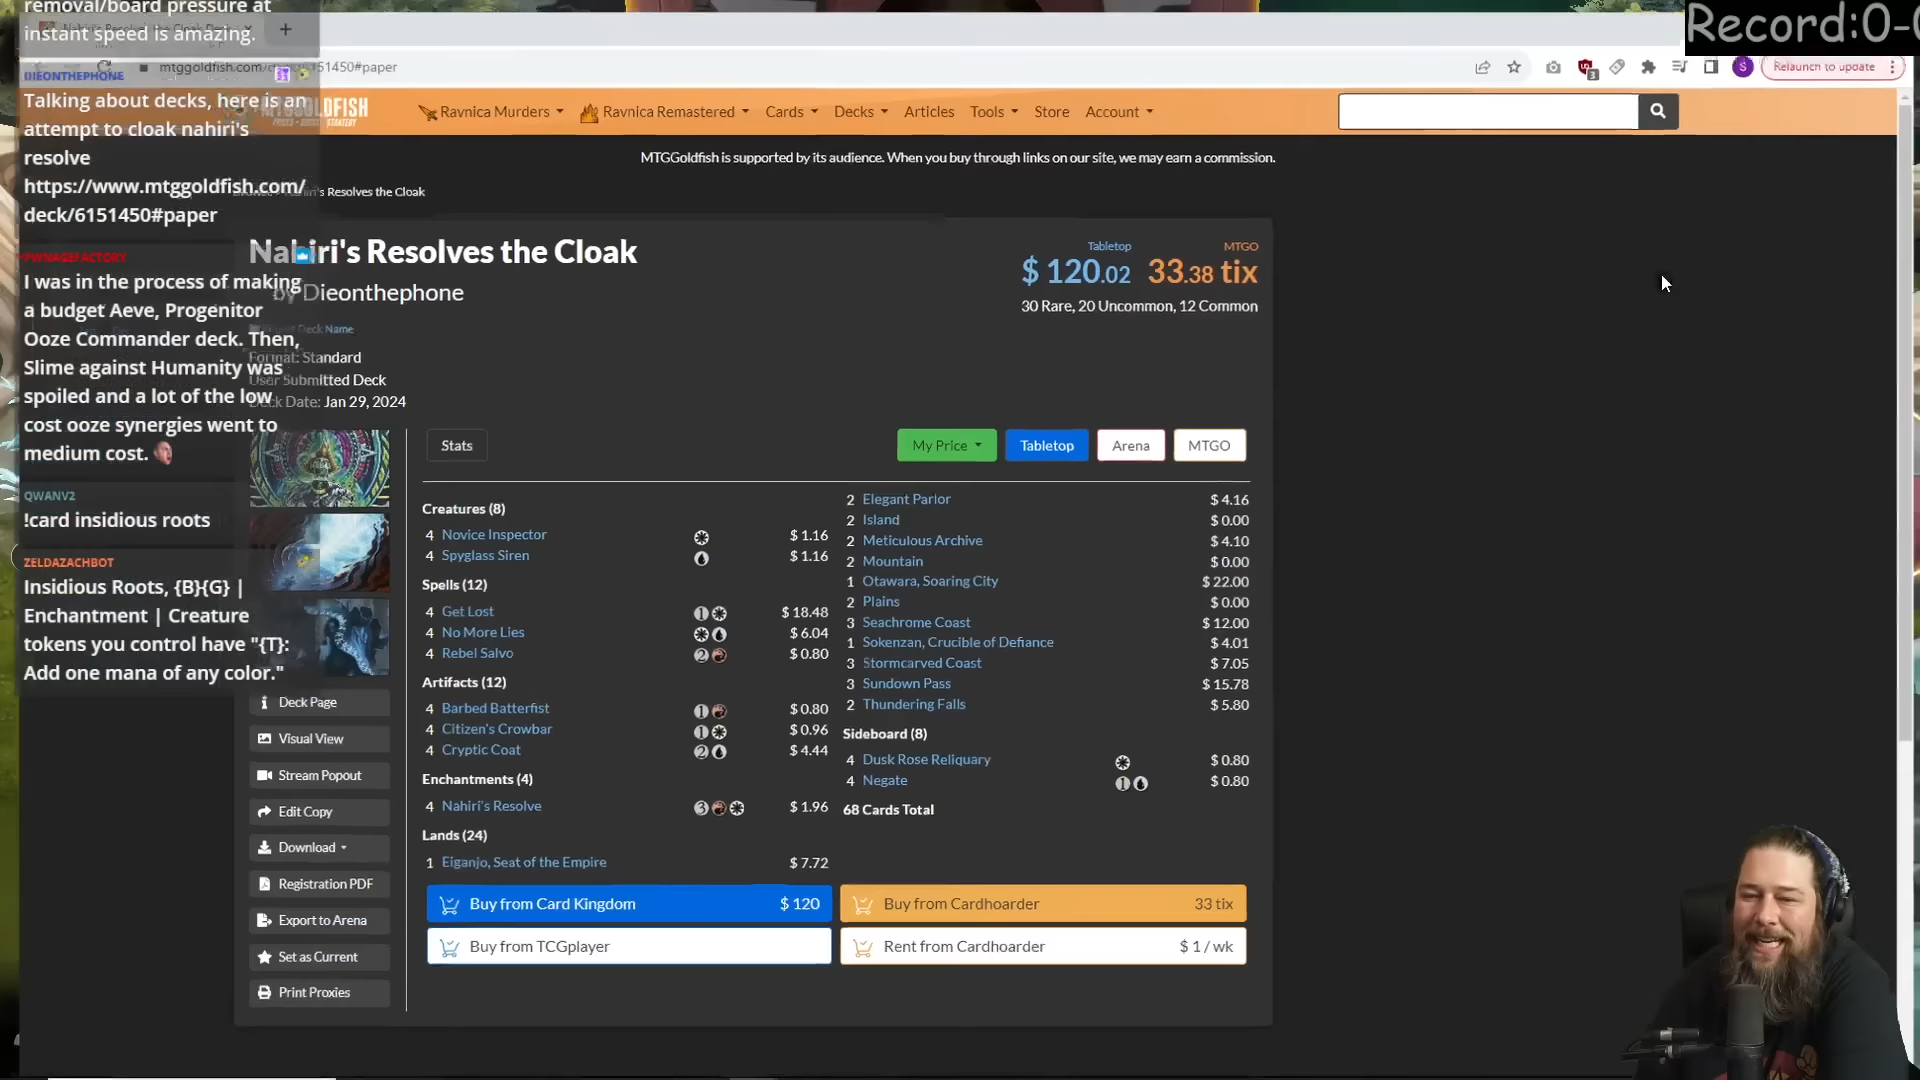 removal/board pressure at
instant speed is amazing.
DIEONTHEPHONE
Talking about decks, here is an
attempt to cloak nahiri's
resolve
https://www.mtggoldfish.com/
deck/6151450#paper
PWNAGEFACTORY
I was in the process of making
a budget Aeve, Progenitor
Ooze Commander deck. Then,
Slime against Humanity was
spoiled and a lot of the low
cost ooze synergies went to
medium cost.
QWANV2
!card insidious roots
ZELDAZACHBOT
Insidious Roots, {B}{G} |
Enchantment | Creature
tokens you control have "{T}:
Add one mana of any color."
Record:0-0
51450#paper
Relaunch to update
Ravnica Murders
Ravnica Remastered
Cards
Decks
Articles
Tools
Store
Account
MTGGoldfish is supported by its audience. When you buy through links on our site, we may earn a commission.
's Resolves the Cloak
Nahiri's Resolves the Cloak
by Dieonthephone
Deck Name
Format: Standard
User Submitted Deck
Deck Date: Jan 29, 2024
Tabletop
$ 120.02
MTGO
33.38 tix
30 Rare, 20 Uncommon, 12 Common
Stats
My Price
Tabletop
Arena
MTGO
Creatures (8)
4 Novice Inspector $ 1.16
4 Spyglass Siren $ 1.16
Spells (12)
4 Get Lost 1 $ 18.48
4 No More Lies $ 6.04
4 Rebel Salvo 2 $ 0.80
Artifacts (12)
4 Barbed Batterfist 1 $ 0.80
4 Citizen's Crowbar 1 $ 0.96
4 Cryptic Coat 2 $ 4.44
Enchantments (4)
4 Nahiri's Resolve 3 $ 1.96
Lands (24)
1 Eiganjo, Seat of the Empire $ 7.72
2 Elegant Parlor $ 4.16
2 Island $ 0.00
2 Meticulous Archive $ 4.10
2 Mountain $ 0.00
1 Otawara, Soaring City $ 22.00
2 Plains $ 0.00
3 Seachrome Coast $ 12.00
1 Sokenzan, Crucible of Defiance $ 4.01
3 Stormcarved Coast $ 7.05
3 Sundown Pass $ 15.78
2 Thundering Falls $ 5.80
Sideboard (8)
4 Dusk Rose Reliquary $ 0.80
4 Negate 1 $ 0.80
68 Cards Total
Deck Page
Visual View
Stream Popout
Edit Copy
Download
Registration PDF
Export to Arena
Set as Current
Print Proxies
Buy from Card Kingdom $ 120
Buy from Cardhoarder 33 tix
Buy from TCGplayer
Rent from Cardhoarder $ 1 / wk